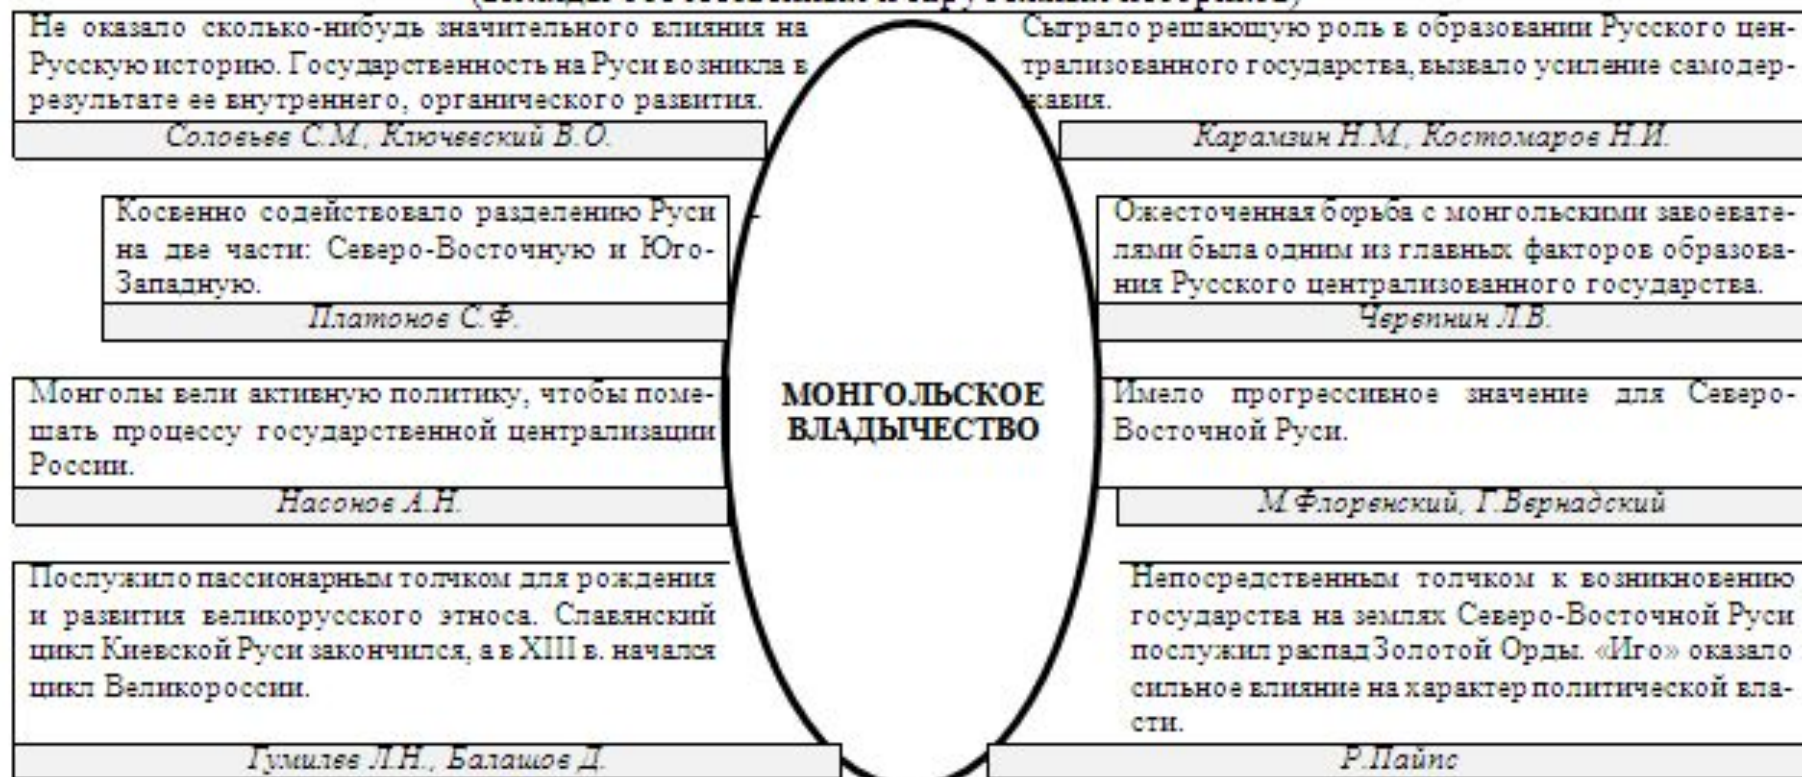 Не оказало сколько-нибудь значительного влияния на
Русскую историю. Государственность на Руси возникла в
результате ее внутреннего, органического развития.
Соловьев С.М., Ключевский В.О.
Сыграло решающую роль в образовании Русского цен-
трализованного государства, вызвало усиление самодер-
жавия.
Карамзин Н.М., Костомаров Н.И.
Косвенно содействовало разделению Руси -
на две части: Северо-Восточную и Юго-
Западную.
Платонов С.Ф.
Ожесточенная борьба с монгольскими завоевате-
лями была одним из главных факторов образова-
ния Русского централизованного государства.
Черепнин Л.В.
МОНГОЛЬСКОЕ
ВЛАДЫЧЕСТВО
Монголы вели активную политику, чтобы поме-
шать процессу государственной централизации
России.
Насонов А.Н.
Имело прогрессивное значение для Северо-
Восточной Руси.
М.Флоренский, Г.Вернадский
Послужило пассионарным толчком для рождения
и развития великорусского этноса. Славянский
цикл Киевской Руси закончился, а в XIII в. начался
цикл Великороссии.
Гумилев Л.Н., Балашов Д.
Непосредственным толчком к возникновению
государства на землях Северо-Восточной Руси
послужил распад Золотой Орды. «Иго» оказало
сильное влияние на характер политической вла-
сти.
Р.Пайпс